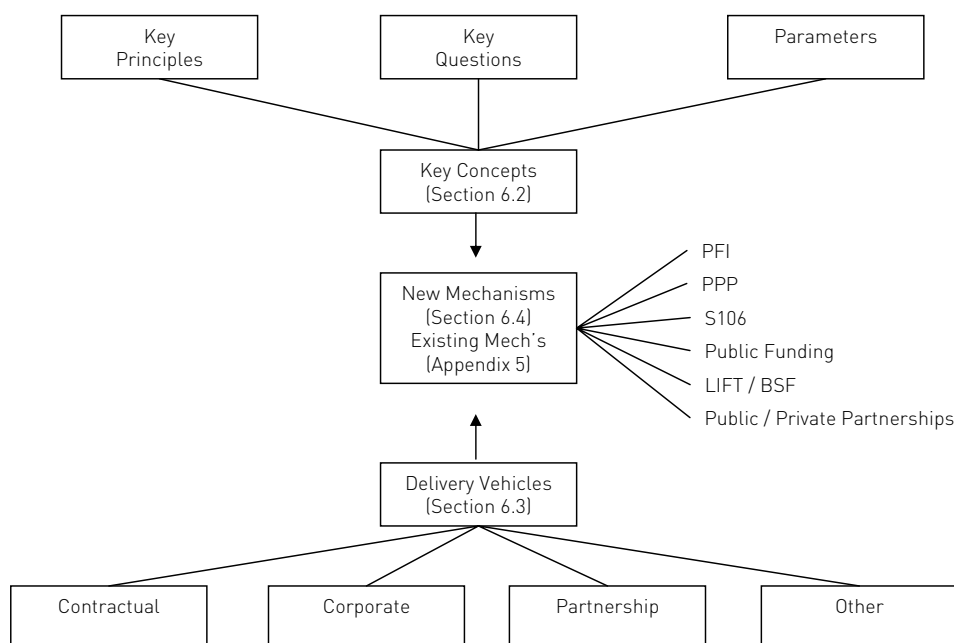 Key
Principles
Key
Questions
Parameters
Key Concepts
(Section 6.2)
New Mechanisms
(Section 6.4)
Existing Mech's
(Appendix 5)
PFI
PPP
S106
Public Funding
LIFT / BSF
Public / Private Partnerships
Delivery Vehicles
(Section 6.3)
Contractual
Corporate
Partnership
Other